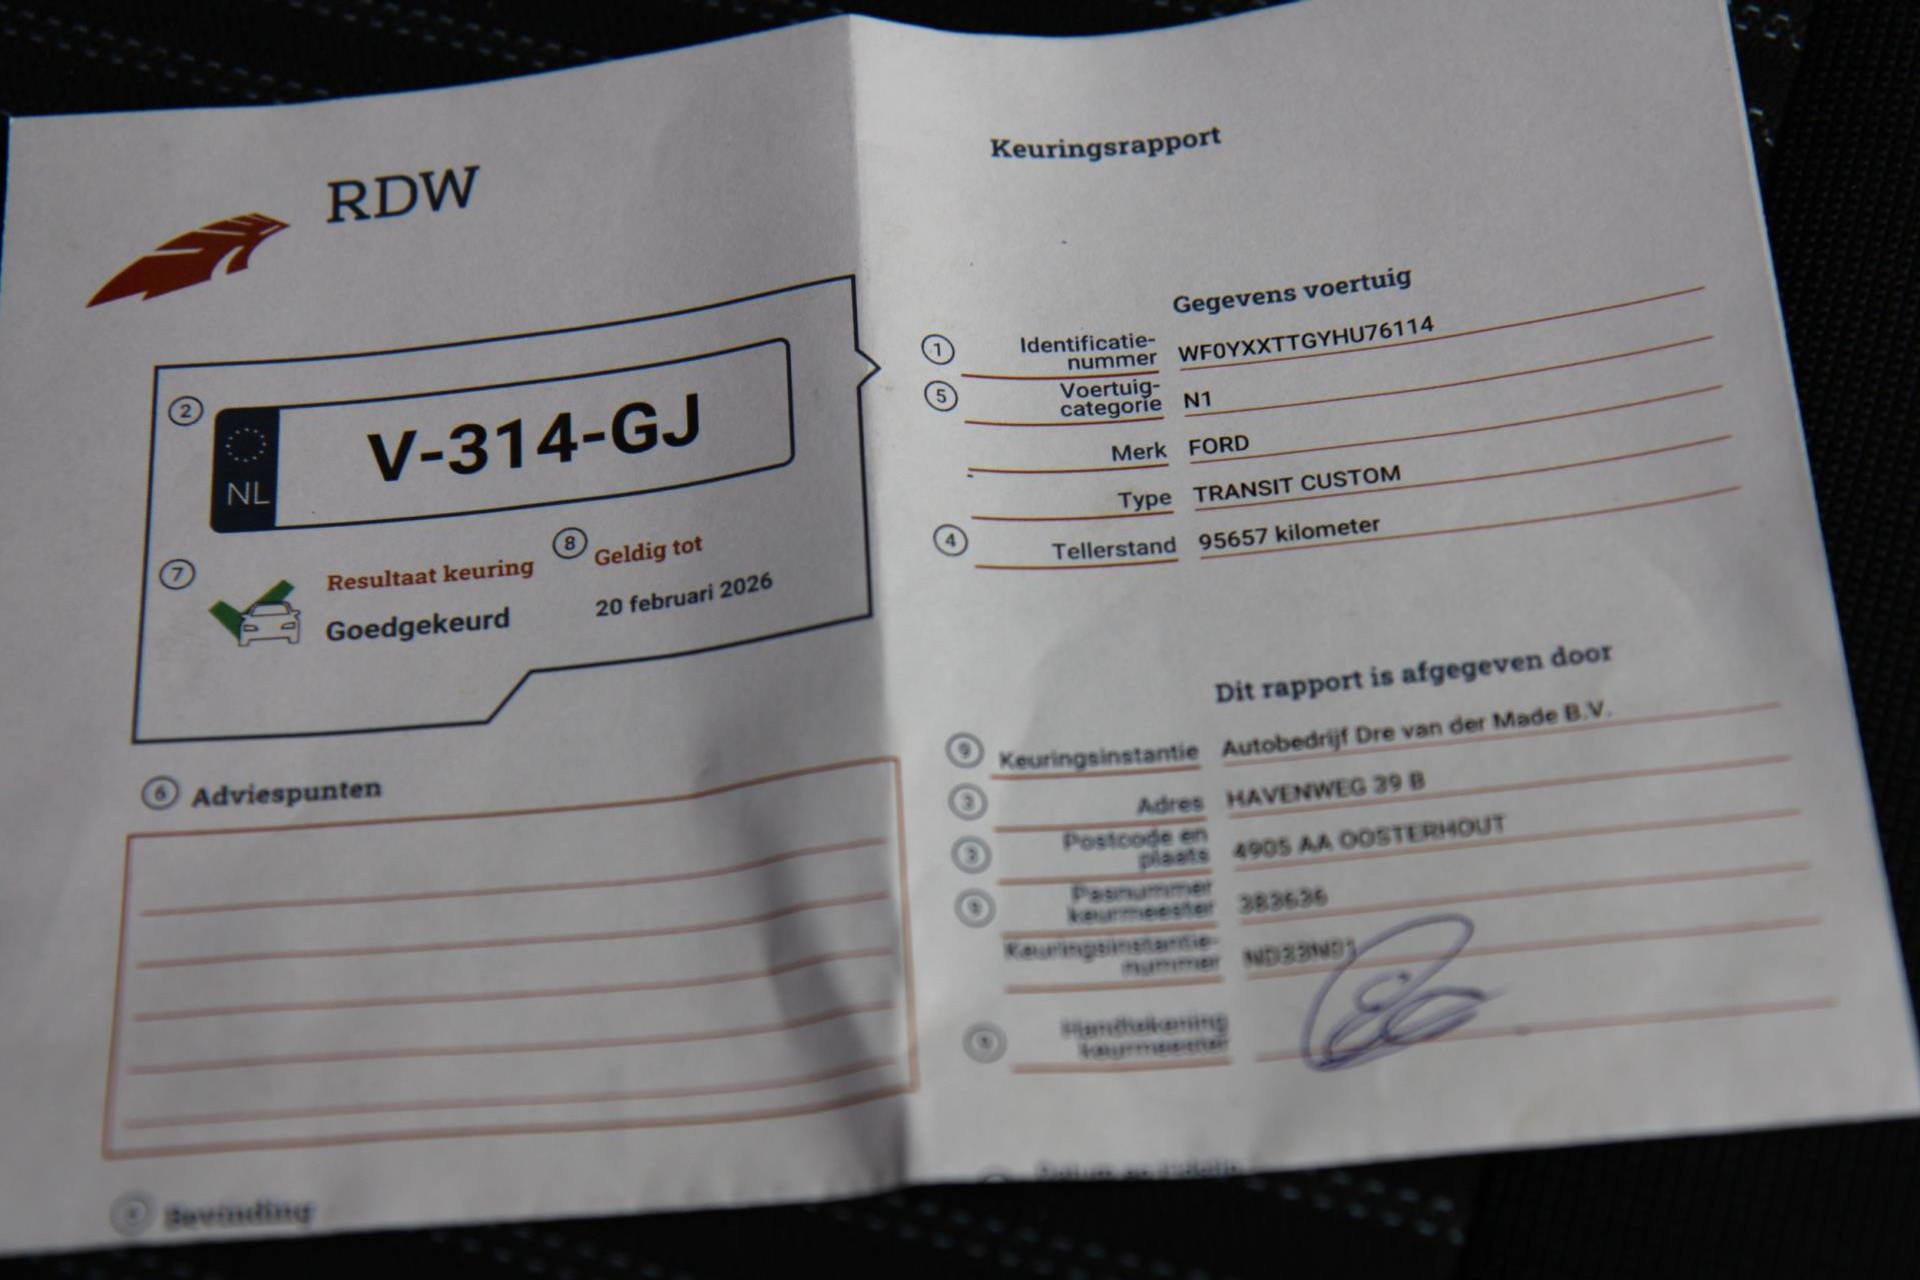 RDW
2
NL
V-314-GJ
7
Resultaat keuring
Goedgekeurd
8
Geldig tot
20 februari 2026
6 Adviespunten
Bevinding
Keuringsrapport
Gegevens voertuig
1 Identificatie-
nummer WF0YXXTTGYHU76114
5 Voertuig-
categorie N1
Merk FORD
Type TRANSIT CUSTOM
4 Tellerstand 95657 kilometer
Dit rapport is afgegeven door
9 Keuringsinstantie Autobedrijf Dre van der Made B.V.
Adres HAVENWEG 39 B
Postcode en
plaats 4905 AA OOSTERHOUT
Pasnummer
keurmeester 383636
Keuringsinstantie-
nummer
Handtekening
keurmeester